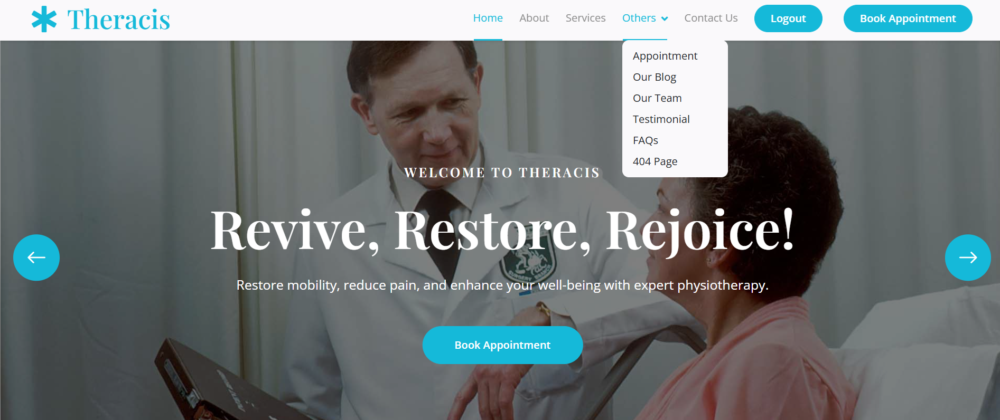 Theracis
Home
About
Services
Others
Contact Us
Logout
Book Appointment
Appointment
Our Blog
Our Team
Testimonial
FAQs
404 Page
WELCOME TO THERACIS
Revive, Restore, Rejoice!
SURGERY BRANCH
Restore mobility, reduce pain, and enhance your well-being with expert physiotherapy.
Book Appointment